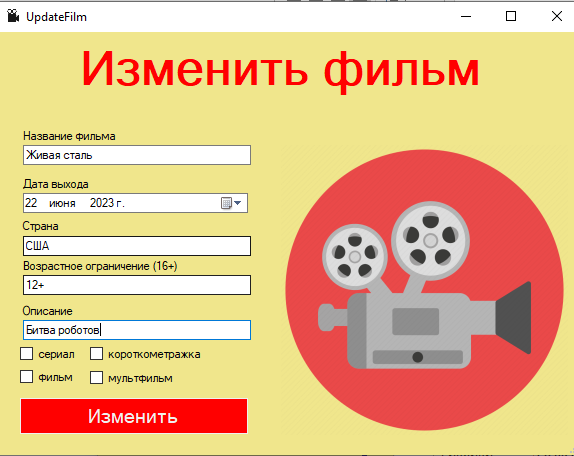 UpdateFilm
Изменить фильм
Название фильма
Живая сталь
Дата выхода
22 июня 2023 г.
Страна
США
Возрастное ограничение (16+)
12+
Описание
Битва роботов
сериал короткометражка
фильм мультфильм
Изменить